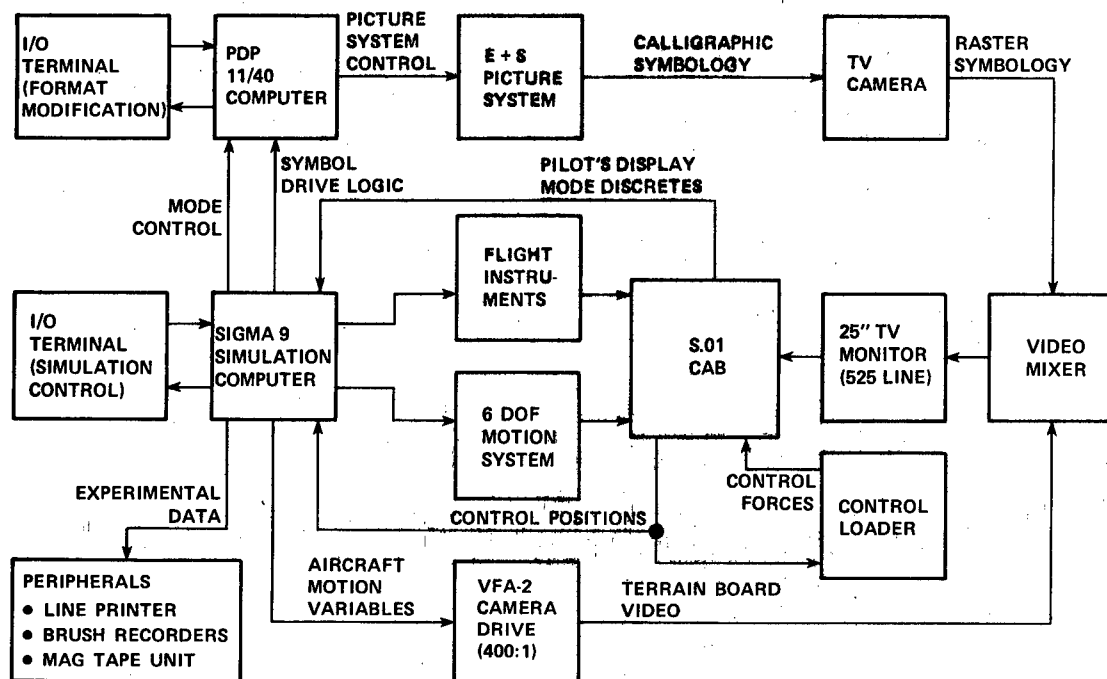 I/O
TERMINAL
(FORMAT
MODIFICATION)
PDP
11/40
COMPUTER
PICTURE
SYSTEM
CONTROL
E + S
PICTURE
SYSTEM
CALLIGRAPHIC
SYMBOLOGY
TV
CAMERA
RASTER
SYMBOLOGY
MODE
CONTROL
SYMBOL
DRIVE LOGIC
PILOT'S DISPLAY
MODE DISCRETES
I/O
TERMINAL
(SIMULATION
CONTROL)
SIGMA 9
SIMULATION
COMPUTER
FLIGHT
INSTRU-
MENTS
6 DOF
MOTION
SYSTEM
S.01
CAB
25" TV
MONITOR
(525 LINE)
VIDEO
MIXER
CONTROL
FORCES
CONTROL
LOADER
EXPERIMENTAL
DATA
CONTROL POSITIONS
PERIPHERALS
● LINE PRINTER
● BRUSH RECORDERS
● MAG TAPE UNIT
AIRCRAFT
MOTION
VARIABLES
VFA-2
CAMERA
DRIVE
(400:1)
TERRAIN BOARD
VIDEO